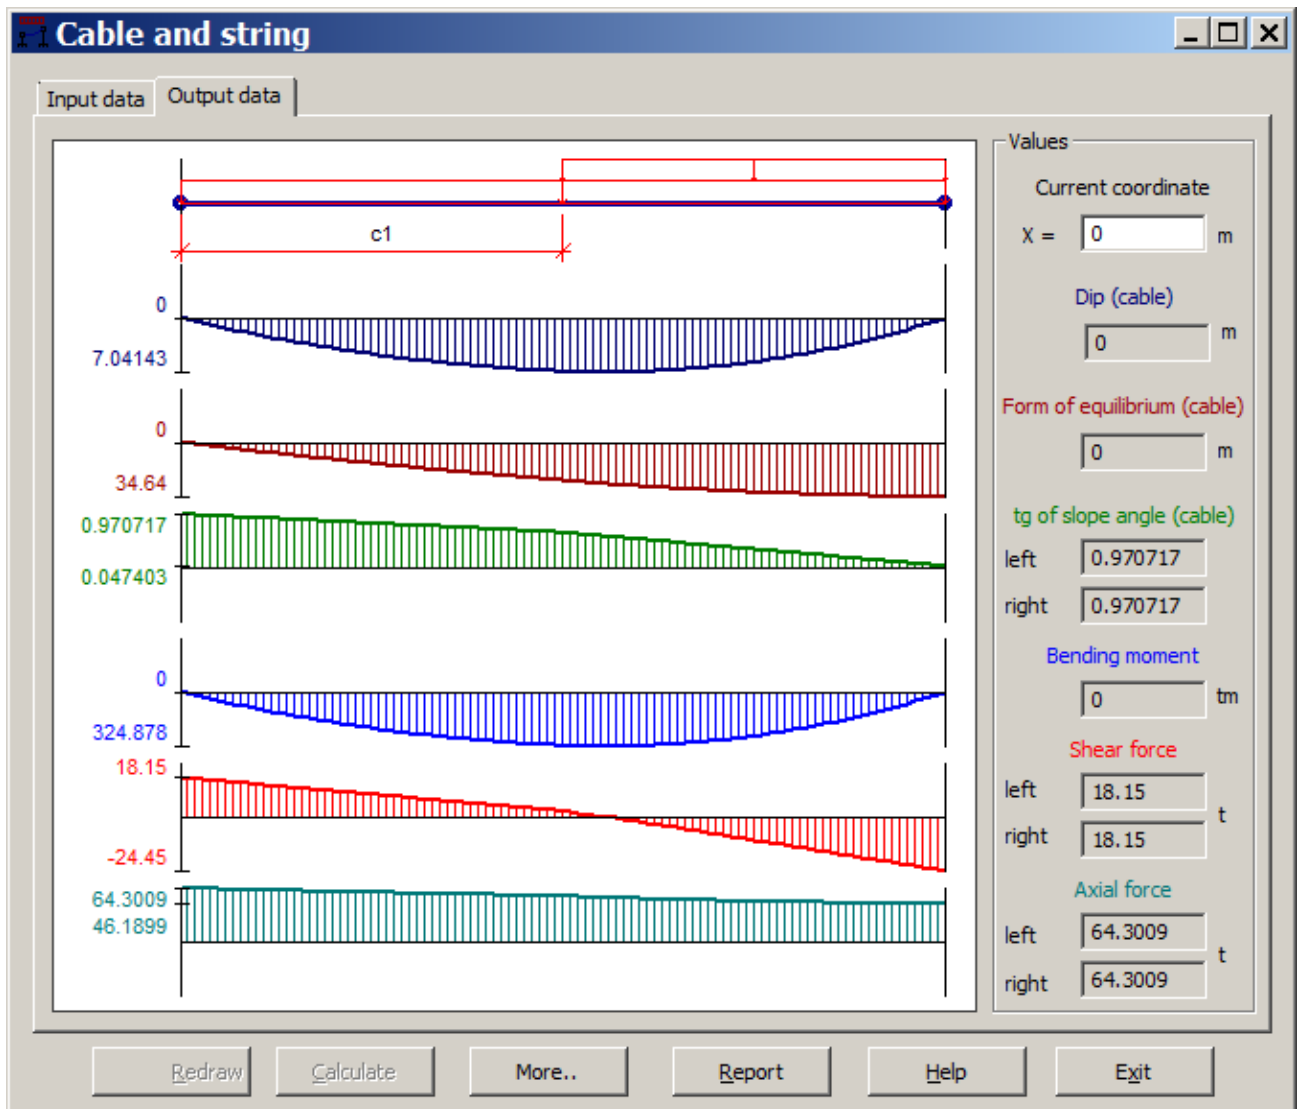 Cable and string
Input data
Output data
c1
0
7.04143
0
34.64
0.970717
0.047403
0
324.878
18.15
-24.45
64.3009
46.1899
Values
Current coordinate
X = 0 m
Dip (cable)
0 m
Form of equilibrium (cable)
0 m
tg of slope angle (cable)
left 0.970717
right 0.970717
Bending moment
0 tm
Shear force
left 18.15
t
right 18.15
Axial force
left 64.3009
t
right 64.3009
Redraw
Calculate
More..
Report
Help
Exit